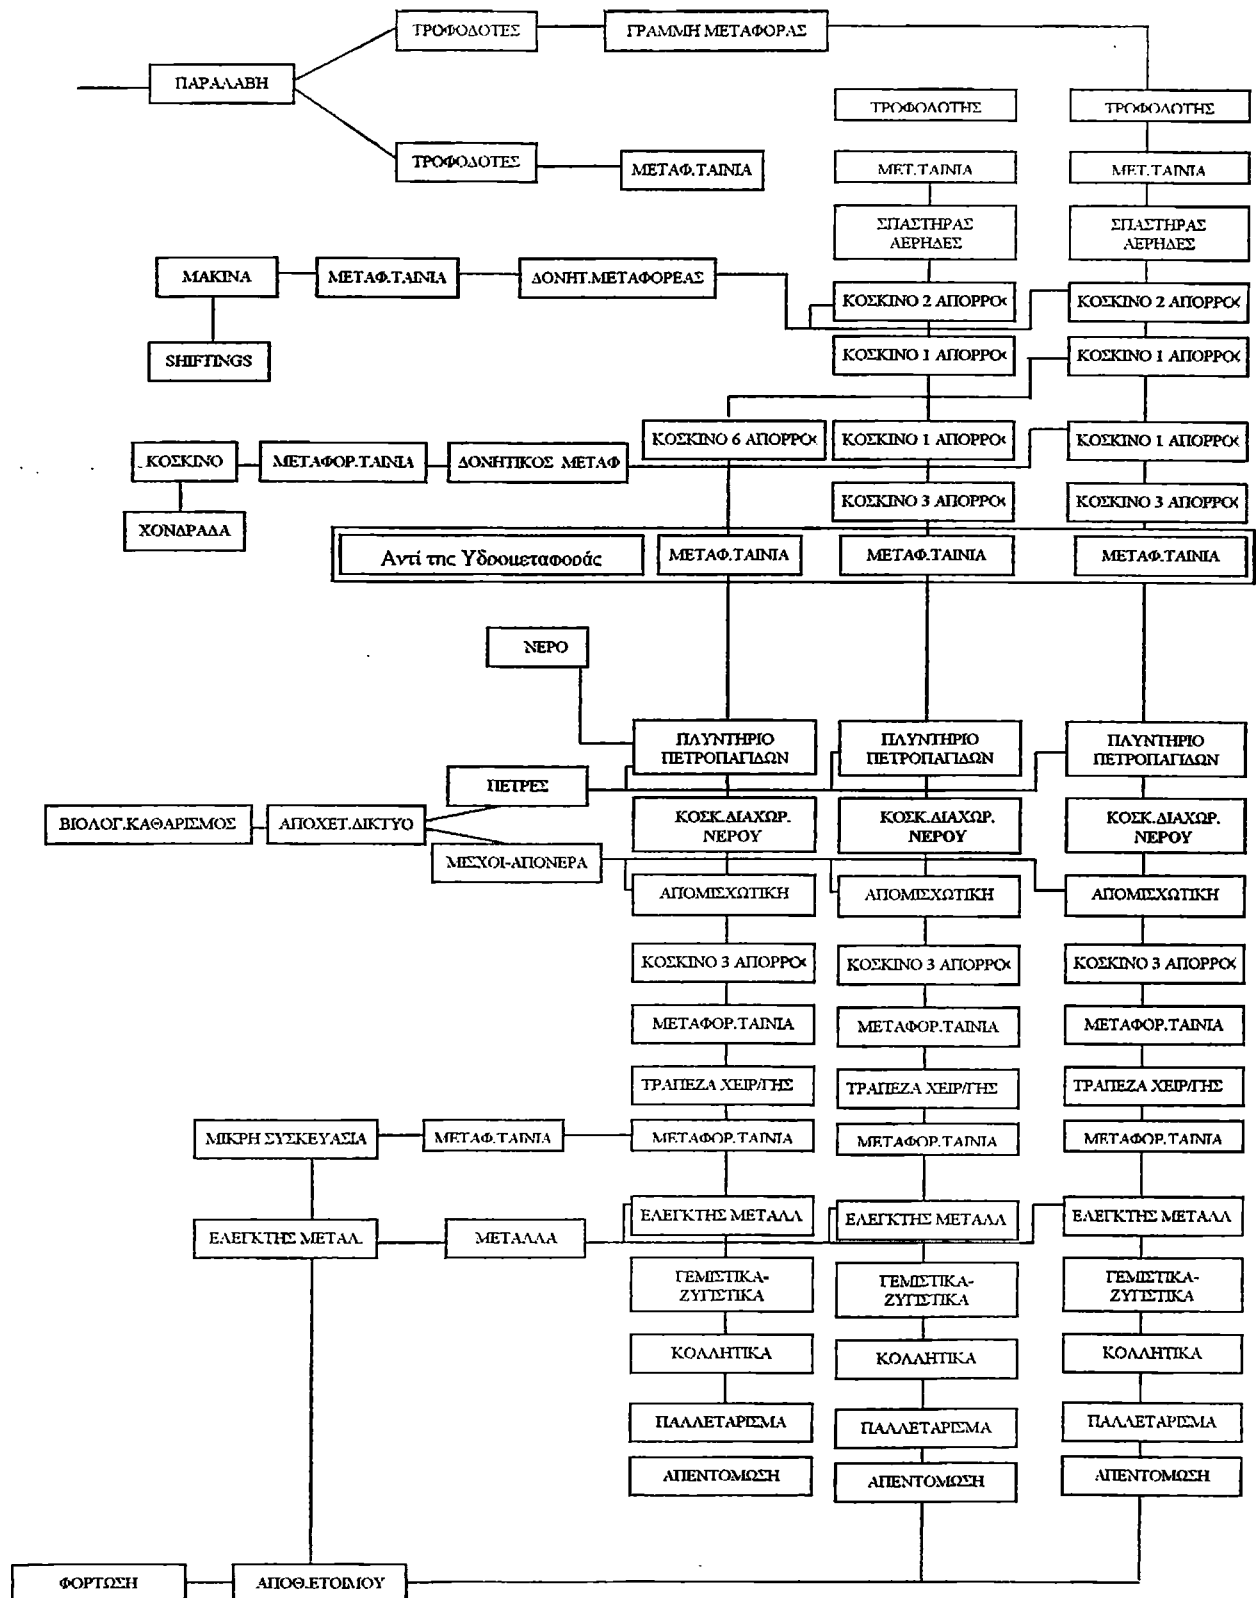 ΤΡΟΦΟΔΟΤΕΣ
ΓΡΑΜΜΗ ΜΕΤΑΦΟΡΑΣ
ΠΑΡΑΛΑΒΗ
ΤΡΟΦΟΔΟΤΗΣ
ΤΡΟΦΟΔΟΤΗΣ
ΤΡΟΦΟΔΟΤΕΣ
ΜΕΤΑΦ.ΤΑΙΝΙΑ
ΜΕΤ.ΤΑΙΝΙΑ
ΜΕΤ.ΤΑΙΝΙΑ
ΣΠΑΣΤΗΡΑΣ
ΑΕΡΗΔΕΣ
ΣΠΑΣΤΗΡΑΣ
ΑΕΡΗΔΕΣ
ΜΑΚΙΝΑ
ΜΕΤΑΦ.ΤΑΙΝΙΑ
ΔΟΝΗΤ.ΜΕΤΑΦΟΡΕΑΣ
ΚΟΣΚΙΝΟ 2 ΑΠΟΡΡΟ
ΚΟΣΚΙΝΟ 2 ΑΠΟΡΡΟ
SHIFTINGS
ΚΟΣΚΙΝΟ 1 ΑΠΟΡΡΟ
ΚΟΣΚΙΝΟ 1 ΑΠΟΡΡΟ
ΚΟΣΚΙΝΟ 6 ΑΠΟΡΡΟ
ΚΟΣΚΙΝΟ 1 ΑΠΟΡΡΟ
ΚΟΣΚΙΝΟ 1 ΑΠΟΡΡΟ
ΚΟΣΚΙΝΟ
ΜΕΤΑΦΟΡ.ΤΑΙΝΙΑ
ΔΟΝΗΤΙΚΟΣ ΜΕΤΑΦ
ΚΟΣΚΙΝΟ 3 ΑΠΟΡΡΟ
ΚΟΣΚΙΝΟ 3 ΑΠΟΡΡΟ
ΧΟΝΔΡΑΔΑ
Αντί της Υδρομεταφοράς
ΜΕΤΑΦ.ΤΑΙΝΙΑ
ΜΕΤΑΦ.ΤΑΙΝΙΑ
ΜΕΤΑΦ.ΤΑΙΝΙΑ
ΝΕΡΟ
ΠΛΥΝΤΗΡΙΟ
ΠΕΤΡΟΠΑΓΙΔΩΝ
ΠΛΥΝΤΗΡΙΟ
ΠΕΤΡΟΠΑΓΙΔΩΝ
ΠΛΥΝΤΗΡΙΟ
ΠΕΤΡΟΠΑΓΙΔΩΝ
ΠΕΤΡΕΣ
ΒΙΟΛΟΓ.ΚΑΘΑΡΙΣΜΟΣ
ΑΠΟΧΕΤ.ΔΙΚΤΥΟ
ΚΟΣΚ.ΔΙΑΧΩΡ.
ΝΕΡΟΥ
ΚΟΣΚ.ΔΙΑΧΩΡ.
ΝΕΡΟΥ
ΚΟΣΚ.ΔΙΑΧΩΡ.
ΝΕΡΟΥ
ΜΙΣΧΟΙ-ΑΠΟΝΕΡΑ
ΑΠΟΜΙΣΧΩΤΙΚΗ
ΑΠΟΜΙΣΧΩΤΙΚΗ
ΑΠΟΜΙΣΧΩΤΙΚΗ
ΚΟΣΚΙΝΟ 3 ΑΠΟΡΡΟ
ΚΟΣΚΙΝΟ 3 ΑΠΟΡΡΟ
ΚΟΣΚΙΝΟ 3 ΑΠΟΡΡΟ
ΜΕΤΑΦΟΡ.ΤΑΙΝΙΑ
ΜΕΤΑΦΟΡ.ΤΑΙΝΙΑ
ΜΕΤΑΦΟΡ.ΤΑΙΝΙΑ
ΤΡΑΠΕΖΑ ΧΕΙΡ/ΓΗΣ
ΤΡΑΠΕΖΑ ΧΕΙΡ/ΓΗΣ
ΤΡΑΠΕΖΑ ΧΕΙΡ/ΓΗΣ
ΜΙΚΡΗ ΣΥΣΚΕΥΑΣΙΑ
ΜΕΤΑΦ.ΤΑΙΝΙΑ
ΜΕΤΑΦΟΡ.ΤΑΙΝΙΑ
ΜΕΤΑΦΟΡ.ΤΑΙΝΙΑ
ΜΕΤΑΦΟΡ.ΤΑΙΝΙΑ
ΕΛΕΓΚΤΗΣ ΜΕΤΑΛ.
ΜΕΤΑΛΛΑ
ΕΛΕΓΚΤΗΣ ΜΕΤΑΛΛ
ΕΛΕΓΚΤΗΣ ΜΕΤΑΛΛ
ΕΛΕΓΚΤΗΣ ΜΕΤΑΛΛ
ΓΕΜΙΣΤΙΚΑ-
ΖΥΓΙΣΤΙΚΑ
ΓΕΜΙΣΤΙΚΑ-
ΖΥΓΙΣΤΙΚΑ
ΓΕΜΙΣΤΙΚΑ-
ΖΥΓΙΣΤΙΚΑ
ΚΟΛΛΗΤΙΚΑ
ΚΟΛΛΗΤΙΚΑ
ΚΟΛΛΗΤΙΚΑ
ΠΑΛΛΕΤΑΡΙΣΜΑ
ΠΑΛΛΕΤΑΡΙΣΜΑ
ΠΑΛΛΕΤΑΡΙΣΜΑ
ΑΠΕΝΤΟΜΩΣΗ
ΑΠΕΝΤΟΜΩΣΗ
ΑΠΕΝΤΟΜΩΣΗ
ΦΟΡΤΩΣΗ
ΑΠΟΘ.ΕΤΟΙΜΟΥ